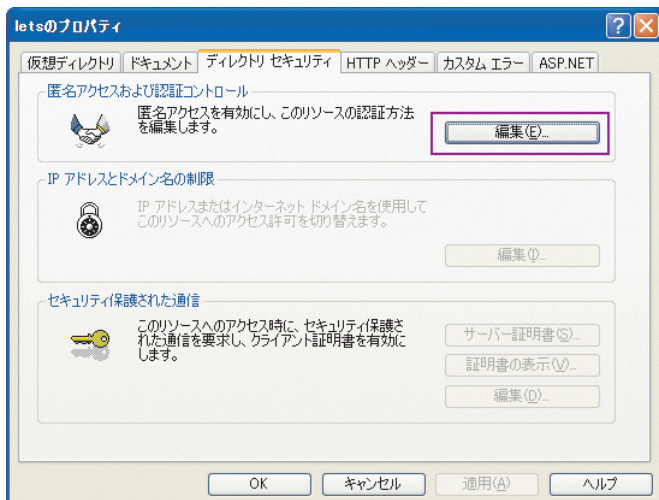 letsのプロパティ
仮想ディレクトリ ドキュメント ディレクトリ セキュリティ HTTP ヘッダー カスタム エラー ASP.NET
匿名アクセスおよび認証コントロール
匿名アクセスを有効にし、このリソースの認証方法
を編集します。
編集(E)...
IP アドレスとドメイン名の制限
IP アドレスまたはインターネット ドメイン名を使用して
このリソースへのアクセス許可を切り替えます。
編集(I)...
セキュリティ保護された通信
このリソースへのアクセス時に、セキュリティ保護さ
れた通信を要求し、クライアント証明書を有効に
します。
サーバー証明書(S)...
証明書の表示(V)...
編集(D)...
OK キャンセル 適用(A) ヘルプ